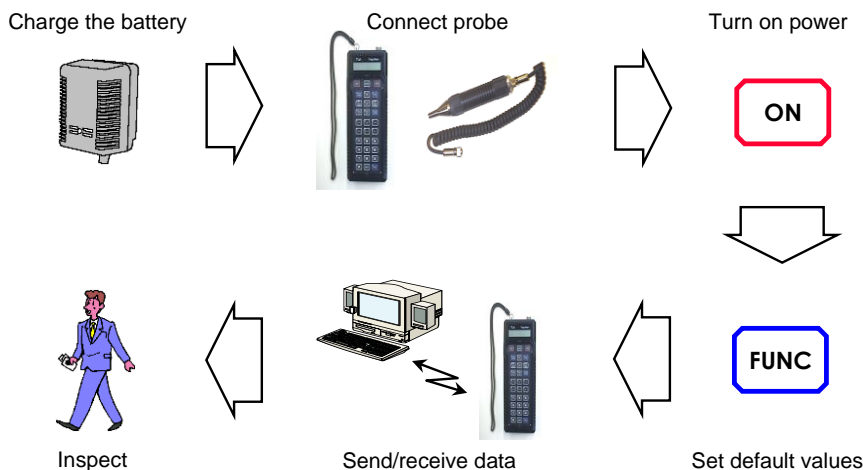 Charge the battery
Connect probe
Turn on power
ON
FUNC
Inspect
Send/receive data
Set default values